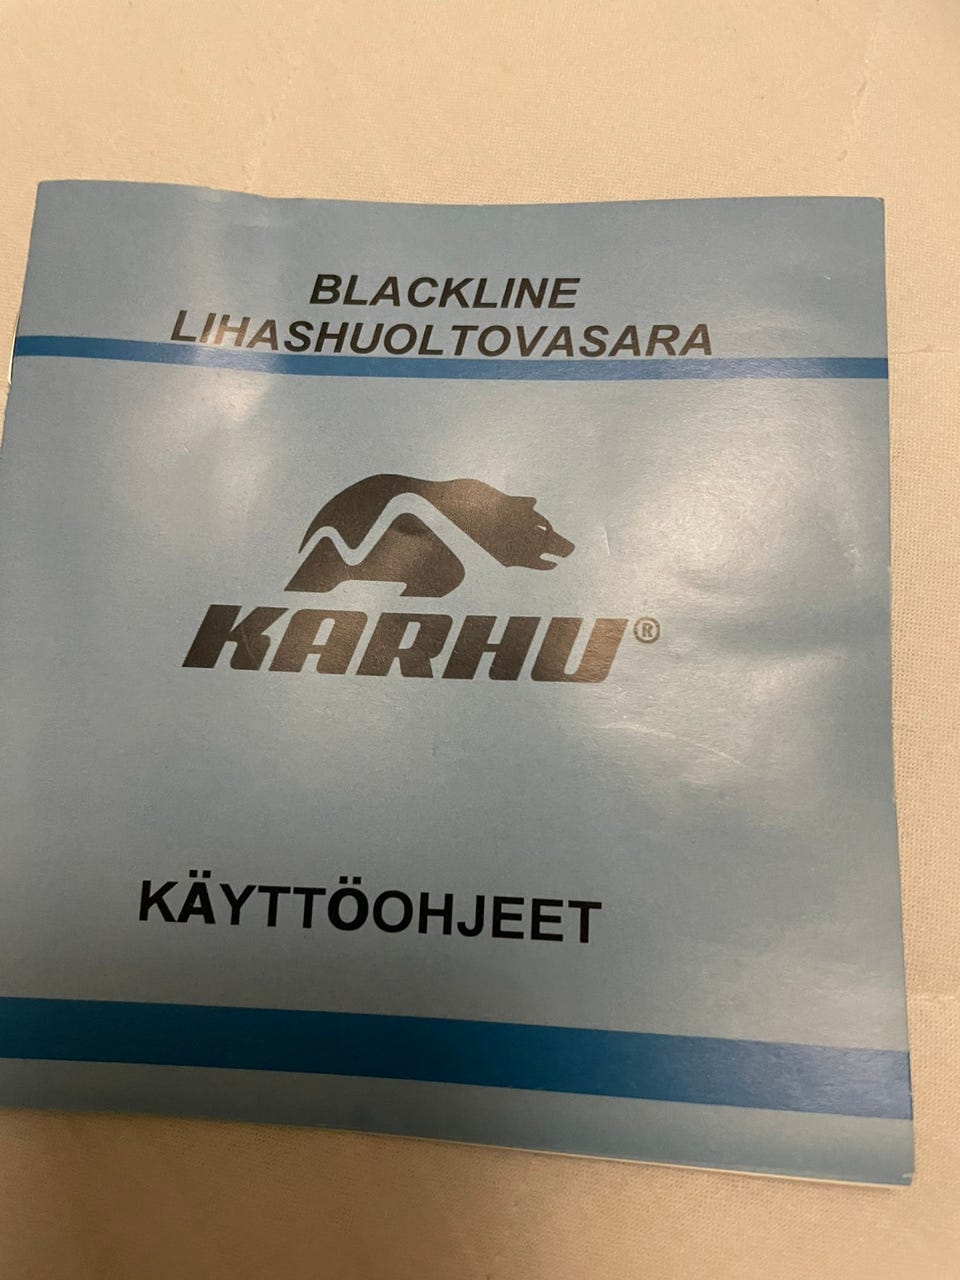 BLACKLINE
LIHASHUOLTOVASARA
KARHU®
KÄYTTÖOHJEET